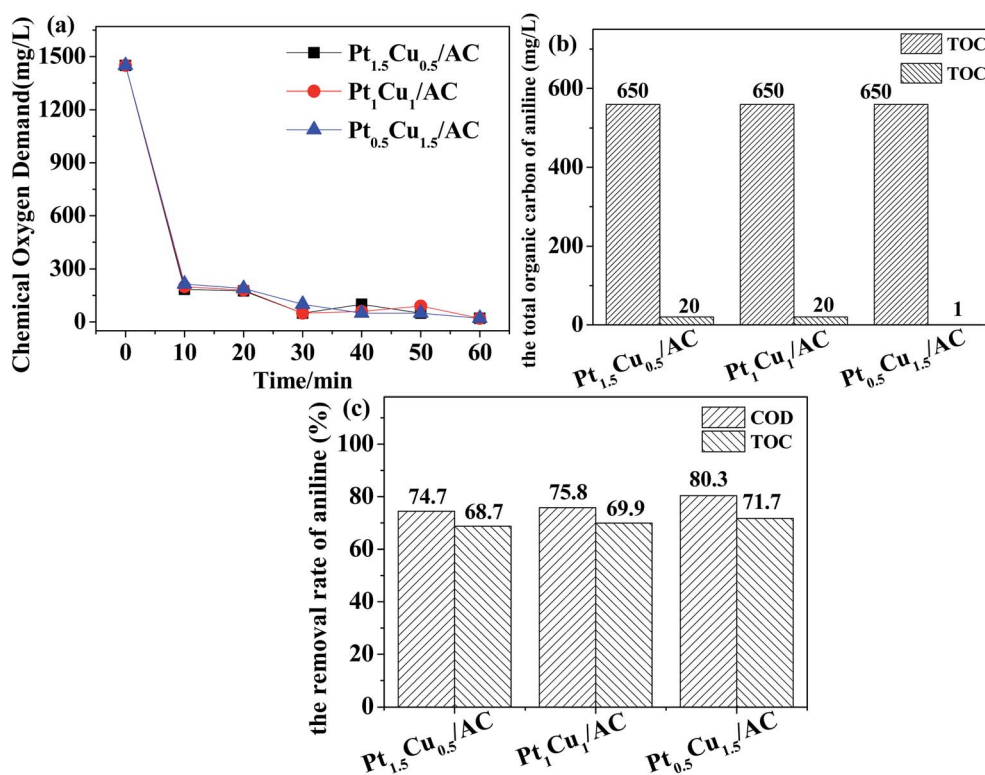 (a)
Chemical Oxygen Demand(mg/L)
1500
1200
900
600
300
0
Pt1.5Cu0.5/AC
Pt1Cu1/AC
Pt0.5Cu1.5/AC
0 10 20 30 40 50 60
Time/min
(b)
the total organic carbon of aniline (mg/L)
600
400
200
0
TOC
TOC
650 650 650
20 20 1
Pt1.5Cu0.5/AC Pt1Cu1/AC Pt0.5Cu1.5/AC
(c)
the removal rate of aniline (%)
100
80
60
40
20
0
COD
TOC
74.7 68.7 75.8 69.9 80.3 71.7
Pt1.5Cu0.5/AC Pt1Cu1/AC Pt0.5Cu1.5/AC